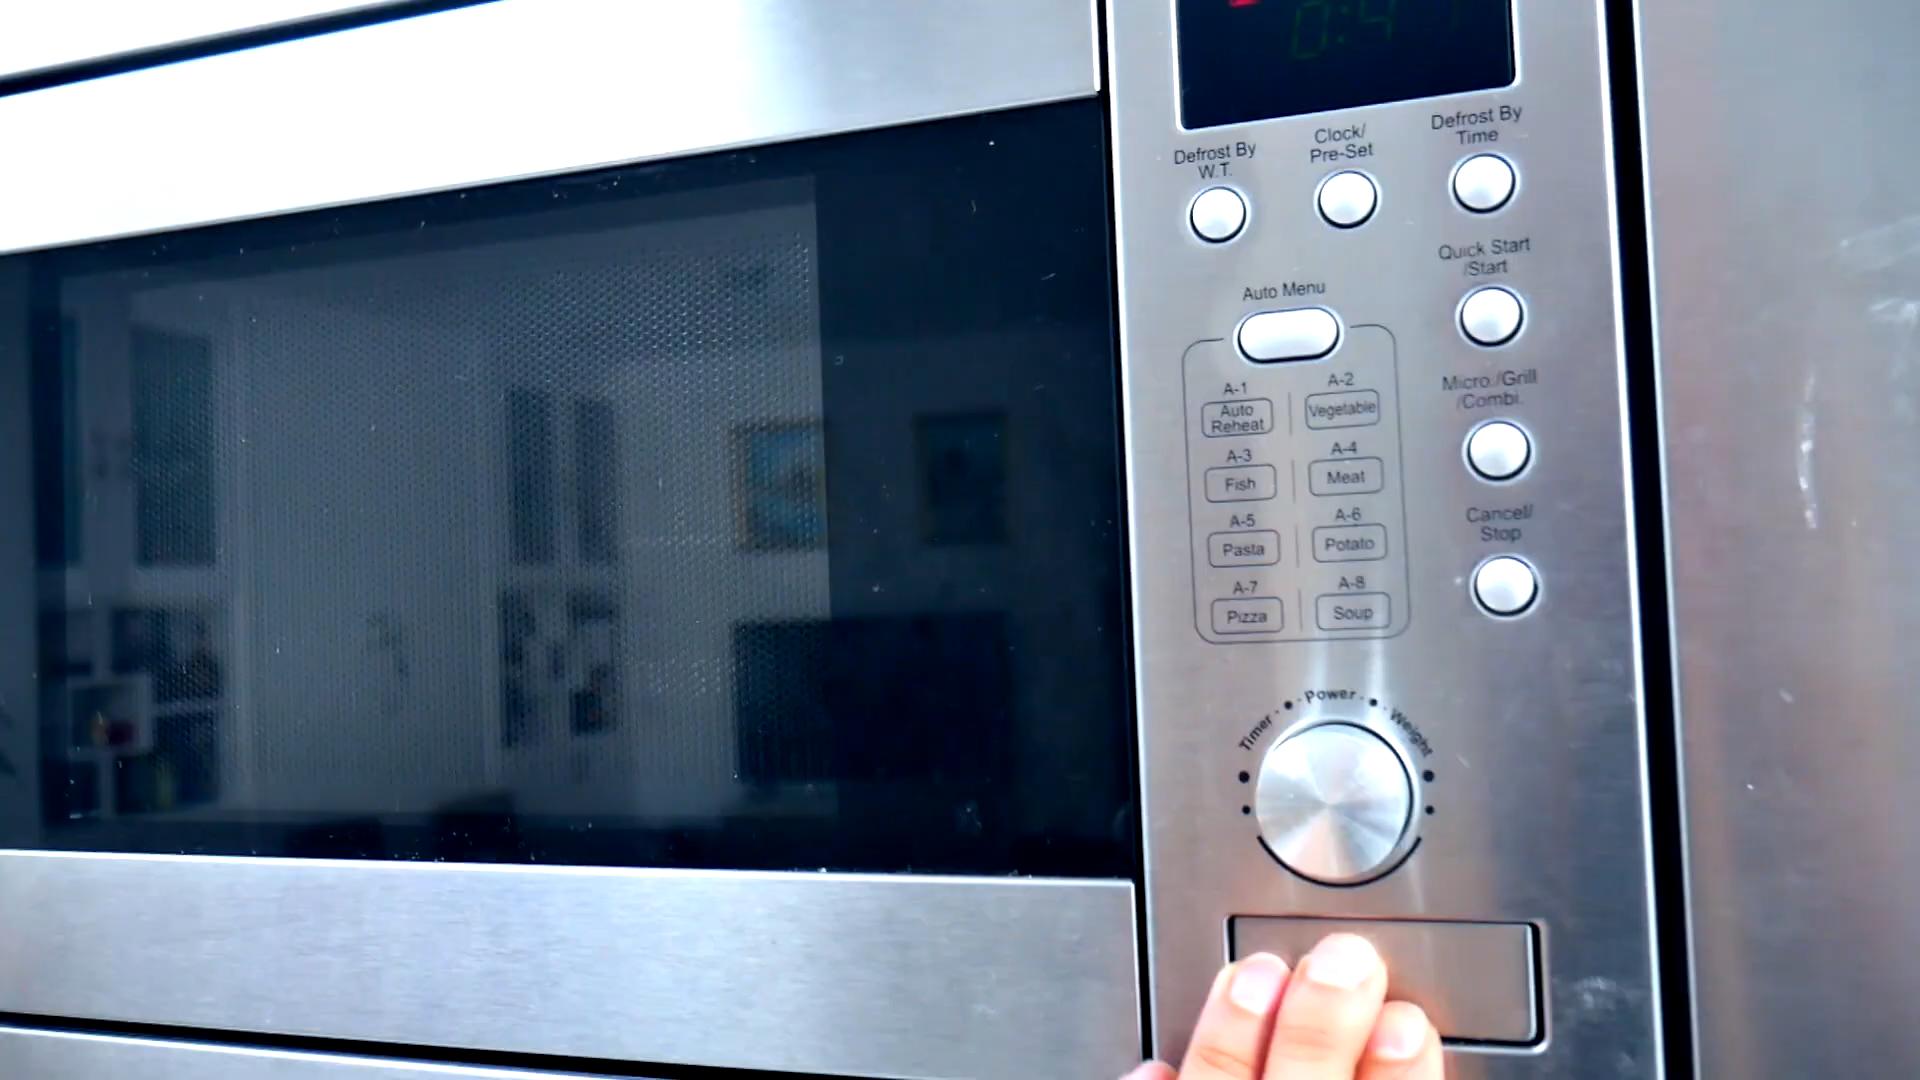 0:4
Defrost By
W.T.
Clock/
Pre-Set
Defrost By
Time
Quick Start
/Start
Auto Menu
Micro./Grill
/Combi.
A-1
Auto
Reheat
A-2
Vegetable
A-3
Fish
A-4
Meat
Cancel/
Stop
A-5
Pasta
A-6
Potato
A-7
Pizza
A-8
Soup
Timer Power Weight